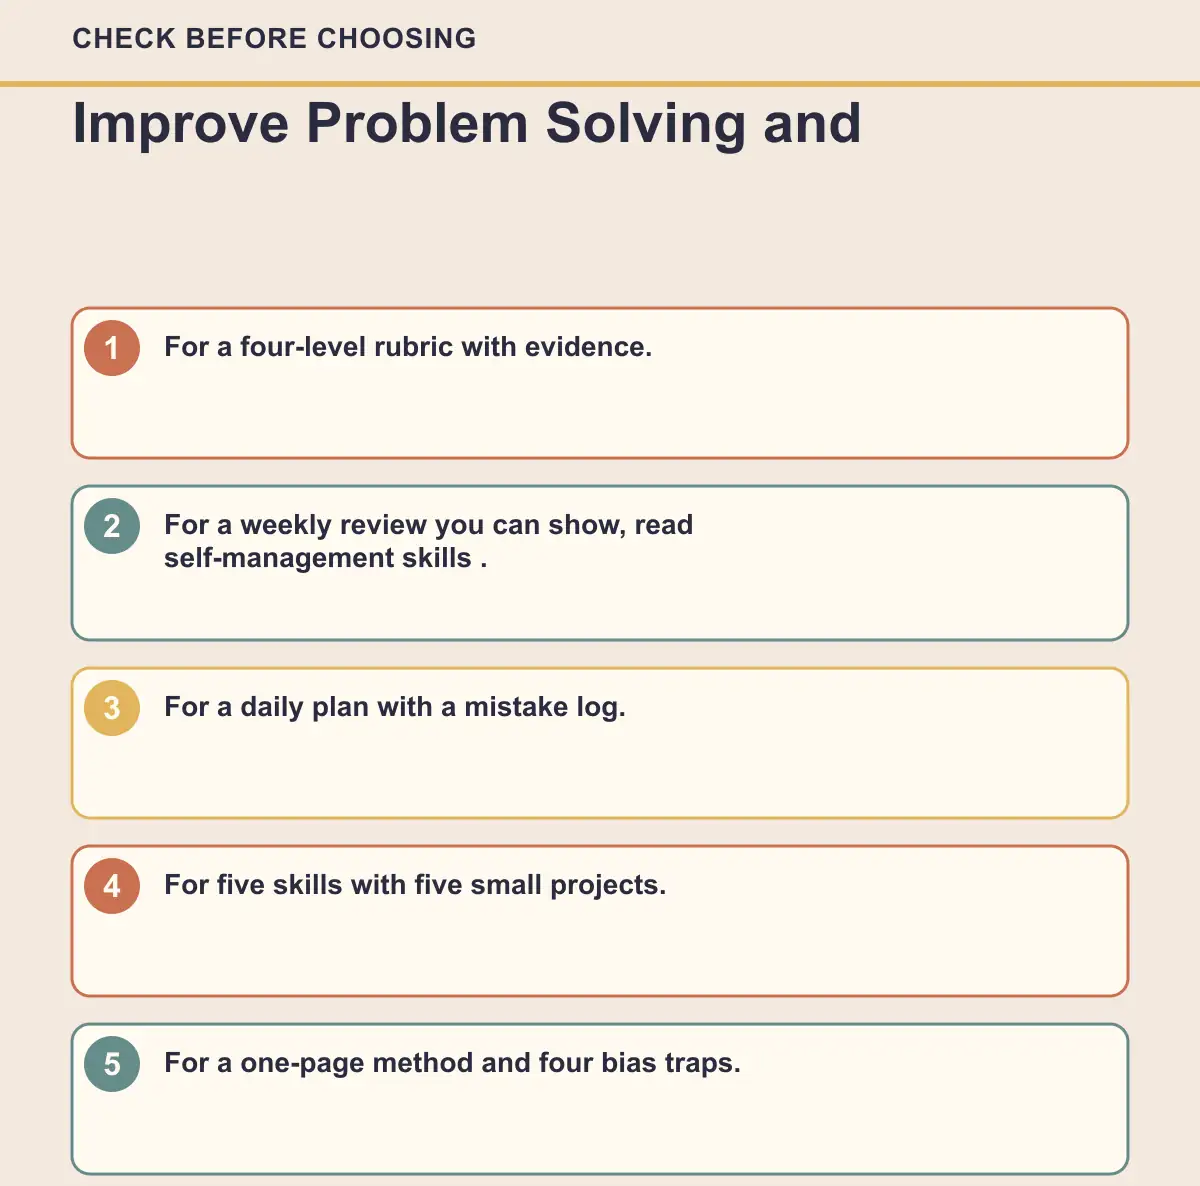 CHECK BEFORE CHOOSING
Improve Problem Solving and
1
For a four-level rubric with evidence.
2
For a weekly review you can show, read
self-management skills .
3
For a daily plan with a mistake log.
4
For five skills with five small projects.
5
For a one-page method and four bias traps.